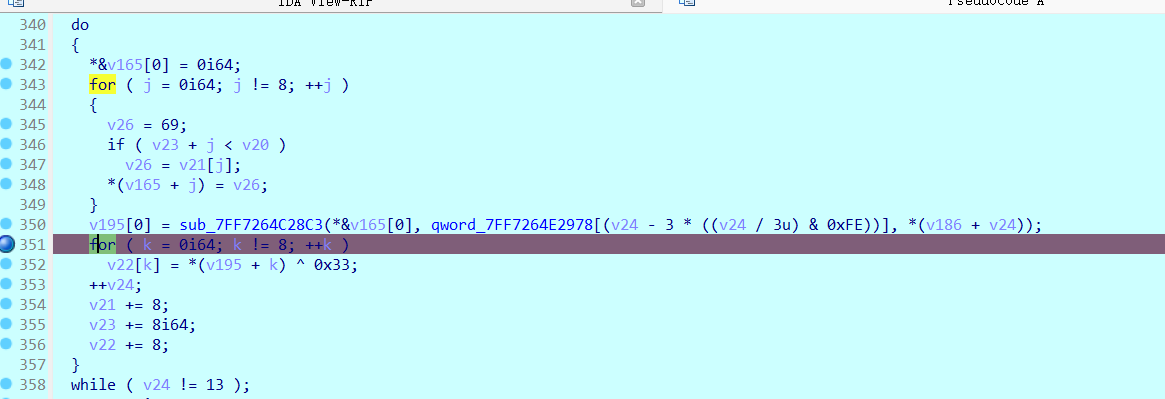 IDA View-RIP
Pseudocode A
340 do
341 {
342 *&v165[0] = 0i64;
343 for ( j = 0i64; j != 8; ++j )
344 {
345 v26 = 69;
346 if ( v23 + j < v20 )
347 v26 = v21[j];
348 *(v165 + j) = v26;
349 }
350 v195[0] = sub_7FF7264C28C3(*&v165[0], qword_7FF7264E2978[(v24 - 3 * ((v24 / 3u) & 0xFE))], *(v186 + v24));
351 for ( k = 0i64; k != 8; ++k )
352 v22[k] = *(v195 + k) ^ 0x33;
353 ++v24;
354 v21 += 8;
355 v23 += 8i64;
356 v22 += 8;
357 }
358 while ( v24 != 13 );